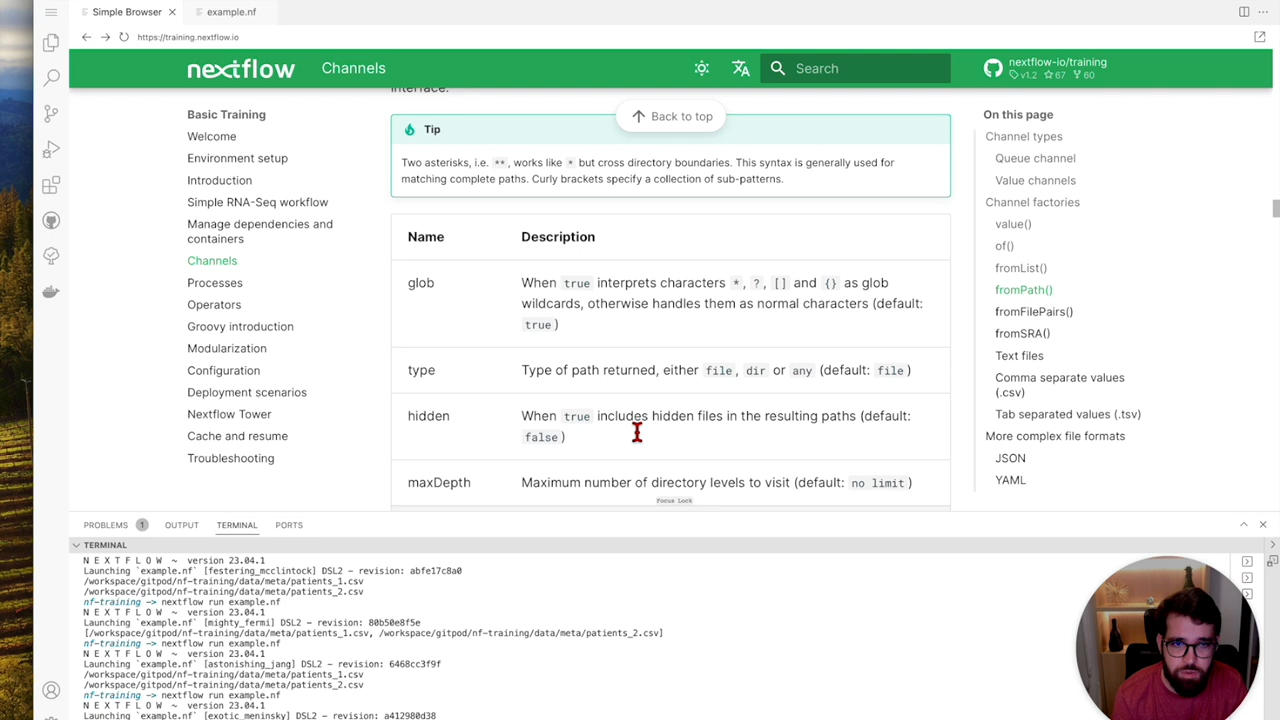 Simple Browser
example.nf
https://training.nextflow.io
nextflow
Channels
Search
nextflow-io/training
v1.2 67 60
Basic Training
Welcome
Environment setup
Introduction
Simple RNA-Seq workflow
Manage dependencies and
containers
Channels
Processes
Operators
Groovy introduction
Modularization
Configuration
Deployment scenarios
Nextflow Tower
Cache and resume
Troubleshooting
interface.
Back to top
Tip
Two asterisks, i.e. **, works like * but cross directory boundaries. This syntax is generally used for
matching complete paths. Curly brackets specify a collection of sub-patterns.
Name Description
glob When true interprets characters *, ?, [] and {} as glob
wildcards, otherwise handles them as normal characters (default:
true)
type Type of path returned, either file, dir or any (default: file)
hidden When true includes hidden files in the resulting paths (default:
false)
maxDepth Maximum number of directory levels to visit (default: no limit)
Focus Lock
On this page
Channel types
Queue channel
Value channels
Channel factories
value()
of()
fromList()
fromPath()
fromFilePairs()
fromSRA()
Text files
Comma separate values
(.csv)
Tab separated values (.tsv)
More complex file formats
JSON
YAML
PROBLEMS 1 OUTPUT TERMINAL PORTS
TERMINAL
N E X T F L O W ~ version 23.04.1
Launching `example.nf` [festering_mcclintock] DSL2 - revision: abfe17c8a0
/workspace/gitpod/nf-training/data/meta/patients_1.csv
/workspace/gitpod/nf-training/data/meta/patients_2.csv
nf-training -> nextflow run example.nf
N E X T F L O W ~ version 23.04.1
Launching `example.nf` [mighty_fermi] DSL2 - revision: 80b50e8f5e
[/workspace/gitpod/nf-training/data/meta/patients_1.csv, /workspace/gitpod/nf-training/data/meta/patients_2.csv]
nf-training -> nextflow run example.nf
N E X T F L O W ~ version 23.04.1
Launching `example.nf` [astonishing_jang] DSL2 - revision: 6468cc3f9f
/workspace/gitpod/nf-training/data/meta/patients_1.csv
/workspace/gitpod/nf-training/data/meta/patients_2.csv
nf-training -> nextflow run example.nf
N E X T F L O W ~ version 23.04.1
Launching `example.nf` [exotic_meninsky] DSL2 - revision: a412980d38